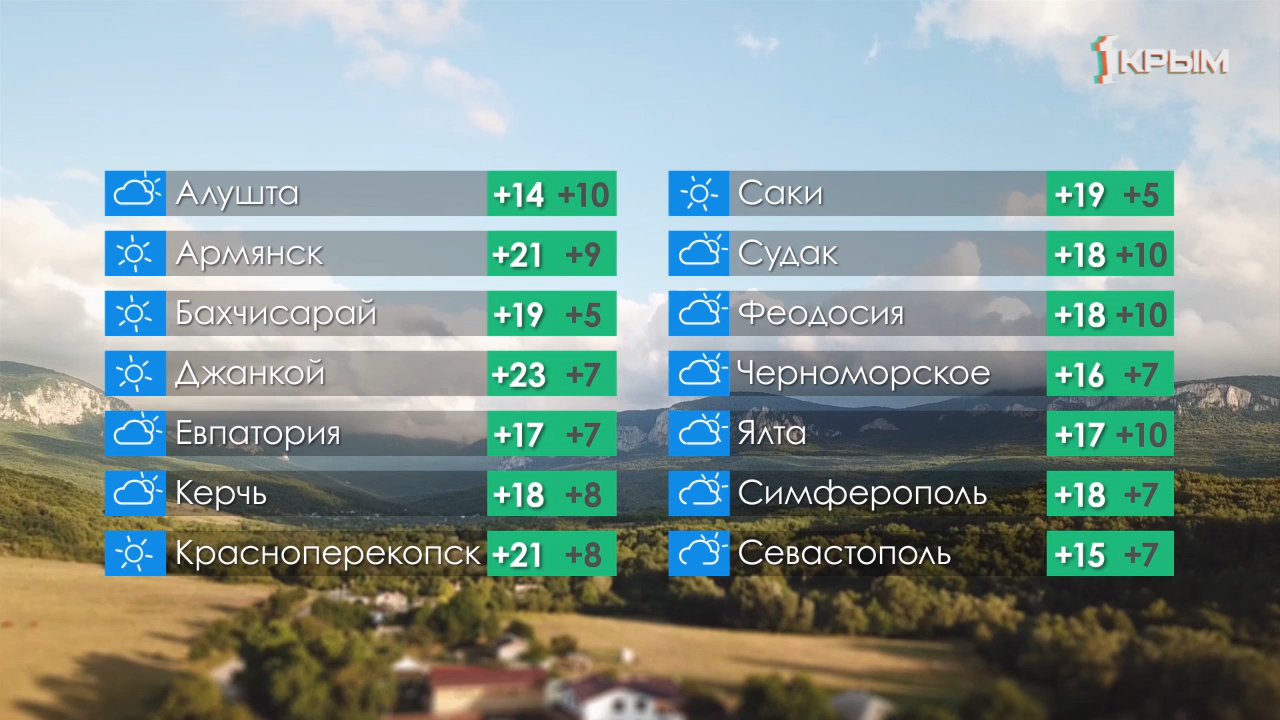 1 КРЫМ
Алушта +14 +10
Армянск +21 +9
Бахчисарай +19 +5
Джанкой +23 +7
Евпатория +17 +7
Керчь +18 +8
Красноперекопск +21 +8
Саки +19 +5
Судак +18 +10
Феодосия +18 +10
Черноморское +16 +7
Ялта +17 +10
Симферополь +18 +7
Севастополь +15 +7